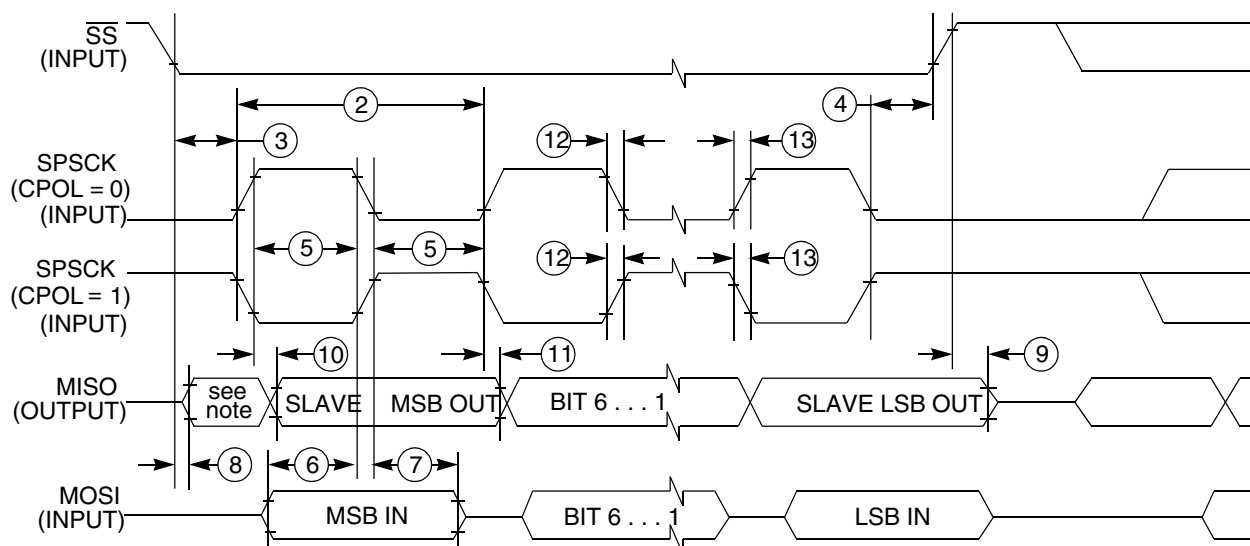 SS
(INPUT)
2
4
3
12
13
SPSCK
(CPOL = 0)
(INPUT)
5
5
12
13
SPSCK
(CPOL = 1)
(INPUT)
10
11
9
MISO
(OUTPUT)
see
note
SLAVE
MSB OUT
BIT 6 . . . 1
SLAVE LSB OUT
8
6
7
MOSI
(INPUT)
MSB IN
BIT 6 . . . 1
LSB IN